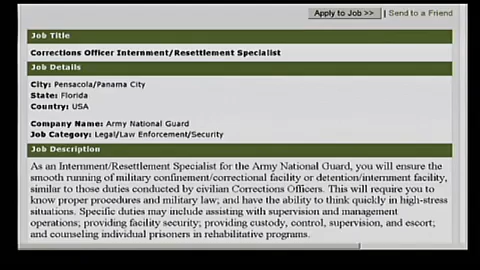 Apply to Job >> | Send to a Friend
Job Title
Corrections Officer Internment/Resettlement Specialist
Job Details
City: Pensacola/Panama City
State: Florida
Country: USA
Company Name: Army National Guard
Job Category: Legal/Law Enforcement/Security
Job Description
As an Internment/Resettlement Specialist for the Army National Guard, you will ensure the
smooth running of military confinement/correctional facility or detention/internment facility,
similar to those duties conducted by civilian Corrections Officers. This will require you to
know proper procedures and military law; and have the ability to think quickly in high-stress
situations. Specific duties may include assisting with supervision and management
operations; providing facility security; providing custody, control, supervision, and escort;
and counseling individual prisoners in rehabilitative programs.